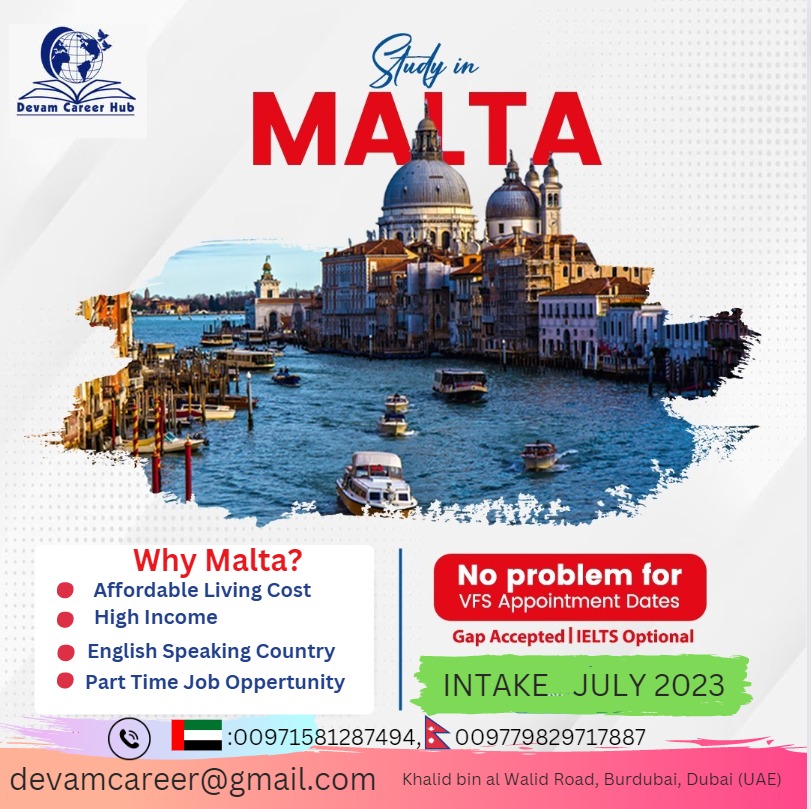 Devam Career Hub
Study in
MALTA
Why Malta?
Affordable Living Cost
High Income
English Speaking Country
Part Time Job Oppertunity
No problem for
VFS Appointment Dates
Gap Accepted | IELTS Optional
INTAKE JULY 2023
:00971581287494, 009779829717887
devamcareer@gmail.com
Khalid bin al Walid Road, Burdubai, Dubai (UAE)